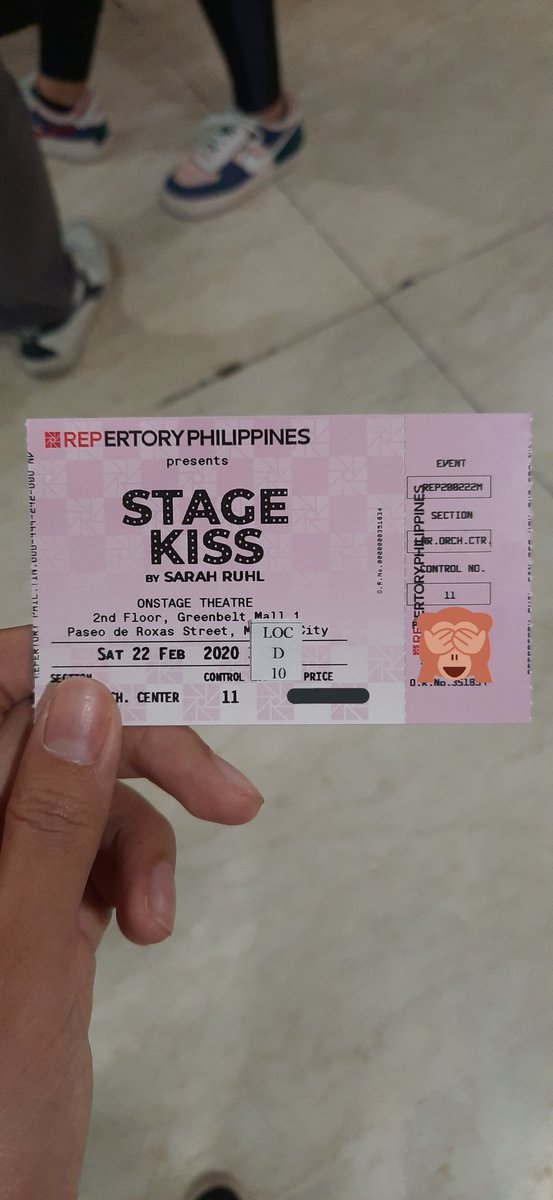 REPERTORY PHILIPPINES
presents
STAGE
KISS
BY SARAH RUHL
ONSTAGE THEATRE
2nd Floor, Greenbelt Mall 1
Paseo de Roxas Street, City
SAT 22 FEB 2020
LOC
D
10
CONTROL PRICE
CENTER 11
EVENT
REP200222M
SECTION
OR.ORCH.CTR.
CONTROL NO.
11
REPERTORY PHILIPPINES